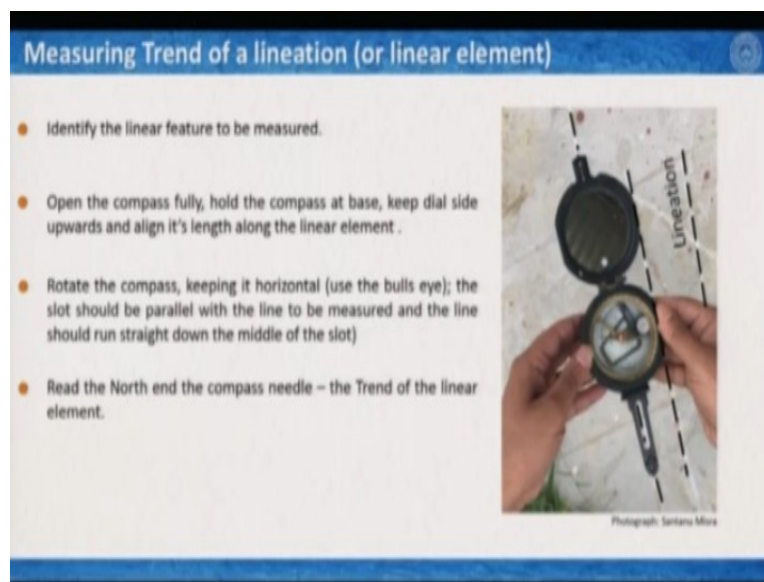 Measuring Trend of a lineation (or linear element)
Identify the linear feature to be measured.
Open the compass fully, hold the compass at base, keep dial side
upwards and align it's length along the linear element .
Rotate the compass, keeping it horizontal (use the bulls eye); the
slot should be parallel with the line to be measured and the line
should run straight down the middle of the slot)
Read the North end the compass needle – the Trend of the linear
element.
Lineation
Photograph: Santanu Misra